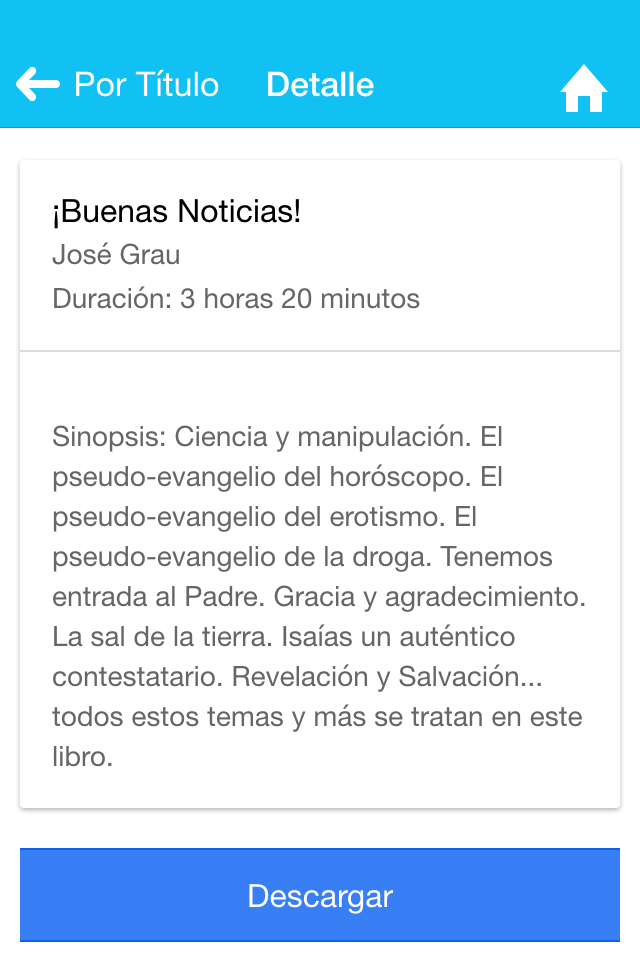 Por Título Detalle
¡Buenas Noticias!
José Grau
Duración: 3 horas 20 minutos
Sinopsis: Ciencia y manipulación. El
pseudo-evangelio del horóscopo. El
pseudo-evangelio del erotismo. El
pseudo-evangelio de la droga. Tenemos
entrada al Padre. Gracia y agradecimiento.
La sal de la tierra. Isaías un auténtico
contestatario. Revelación y Salvación...
todos estos temas y más se tratan en este
libro.
Descargar